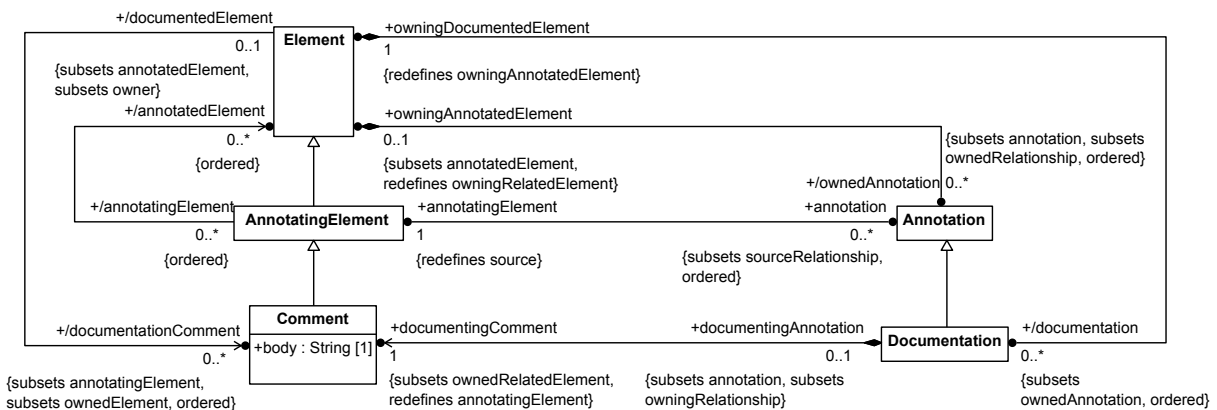 +/documentedElement
0..1
Element
+owningDocumentedElement
1
{redefines owningAnnotatedElement}
{subsets annotatedElement,
subsets owner}
+/annotatedElement
0..*
{ordered}
+owningAnnotatedElement
0..1
{subsets annotatedElement,
redefines owningRelatedElement}
{subsets annotation, subsets
ownedRelationship, ordered}
+/ownedAnnotation 0..*
+/annotatingElement
0..*
{ordered}
AnnotatingElement
+annotatingElement
1
{redefines source}
+annotation
0..*
{subsets sourceRelationship,
ordered}
Annotation
+/documentationComment
0..*
{subsets annotatingElement,
subsets ownedElement, ordered}
Comment
+body : String [1]
+documentingComment
1
{subsets ownedRelatedElement,
redefines annotatingElement}
+documentingAnnotation
0..1
{subsets annotation, subsets
owningRelationship}
Documentation
+/documentation
0..*
{subsets
ownedAnnotation, ordered}